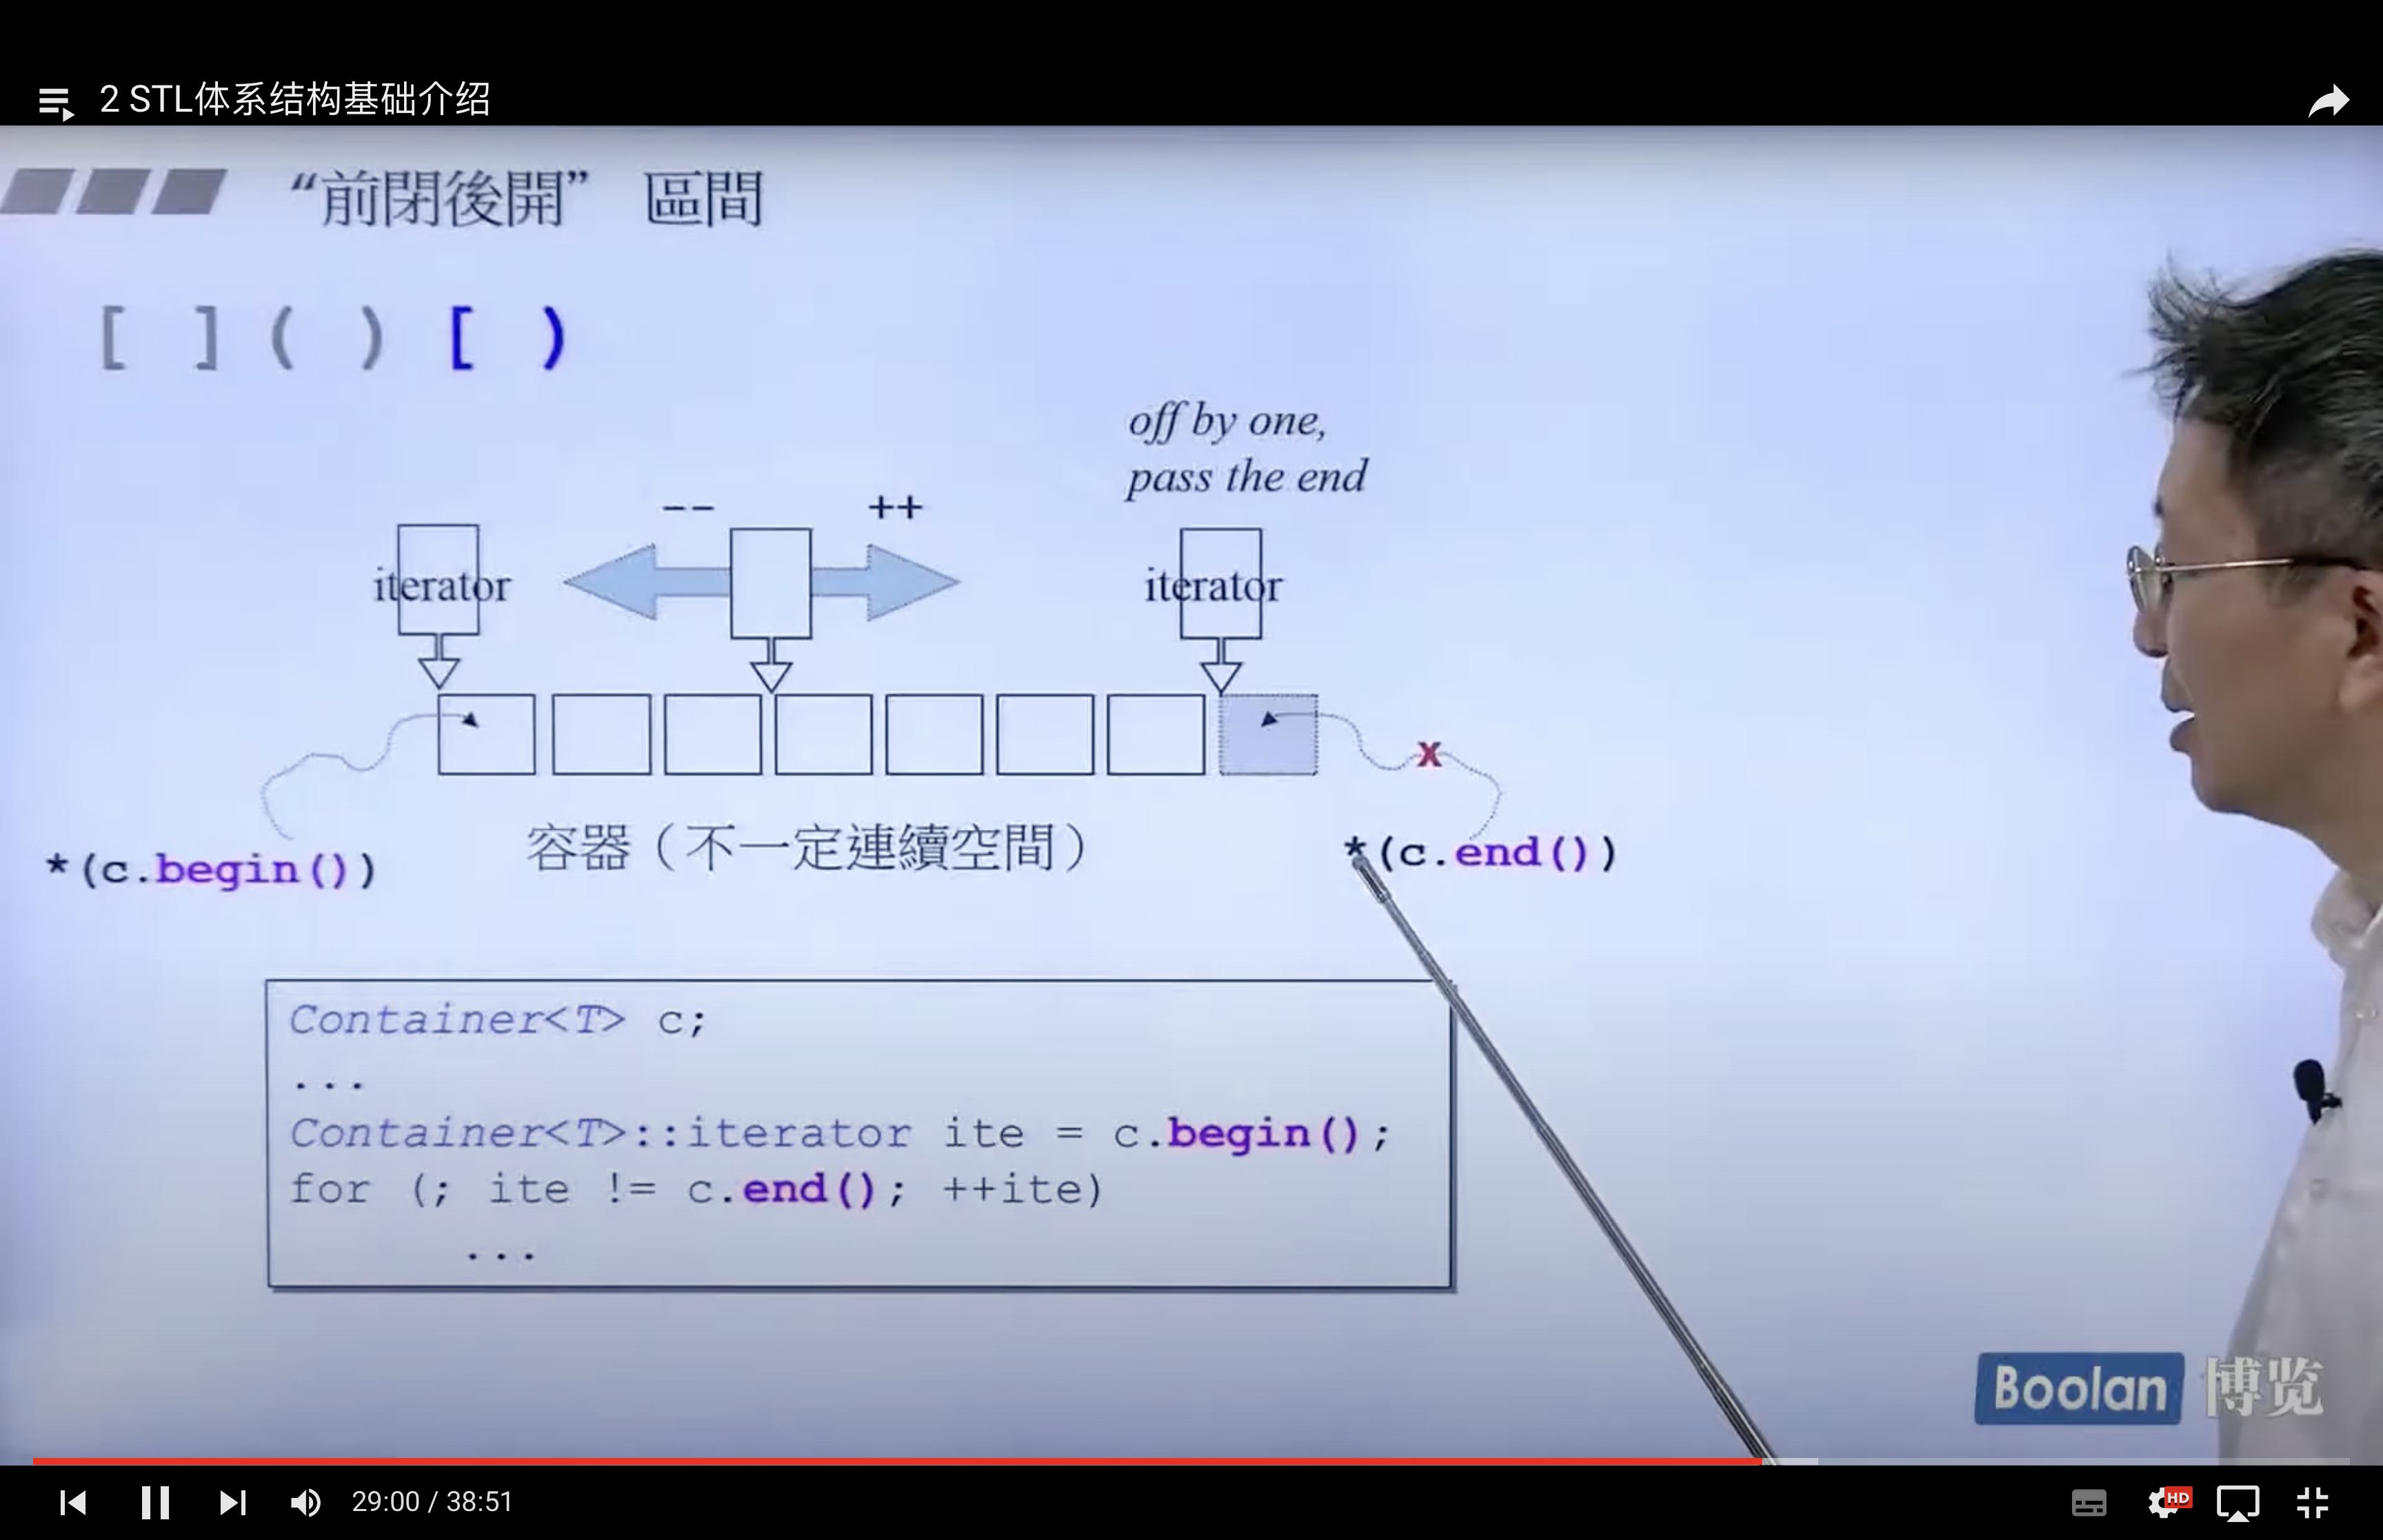 2 STL体系结构基础介绍
“前閉後開” 區間
[ ] ( ) [ )
off by one,
pass the end
-- ++
iterator iterator
x
*(c.begin()) 容器（不一定連續空間） *(c.end())
Container<T> c;
...
Container<T>::iterator ite = c.begin();
for (; ite != c.end(); ++ite)
...
Boolan 博览
29:00 / 38:51
HD